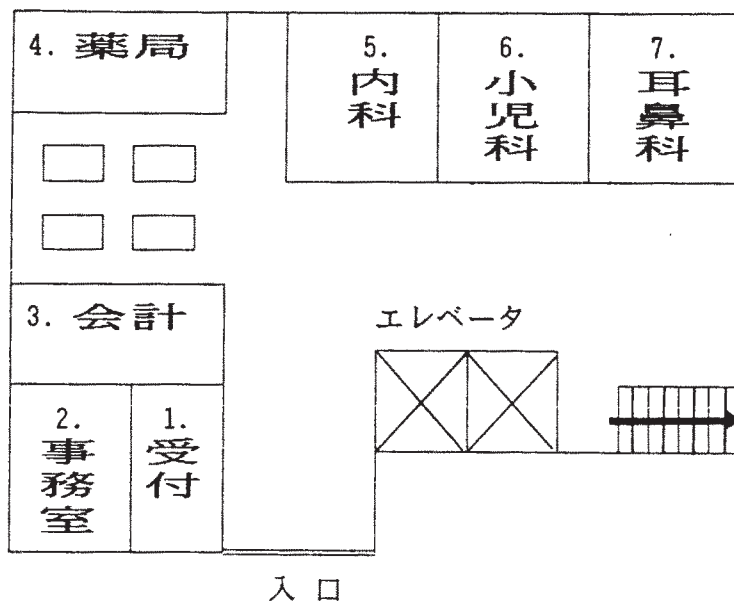 4. 薬局
5. 内科
6. 小児科
7. 耳鼻科
3. 会計
エレベータ
2. 事務室
1. 受付
入口